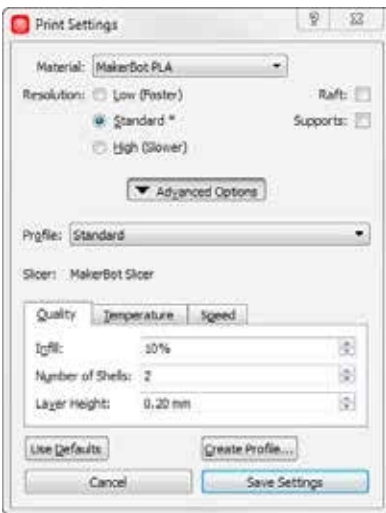 Print Settings
Material: MakerBot PLA
Resolution: Low (Faster) Raft:
Standard * Supports:
High (Slower)
Advanced Options
Profile: Standard
Slicer: MakerBot Slicer
Quality Temperature Speed
Infill: 10%
Number of Shells: 2
Layer Height: 0.20 mm
Use Defaults Create Profile...
Cancel Save Settings